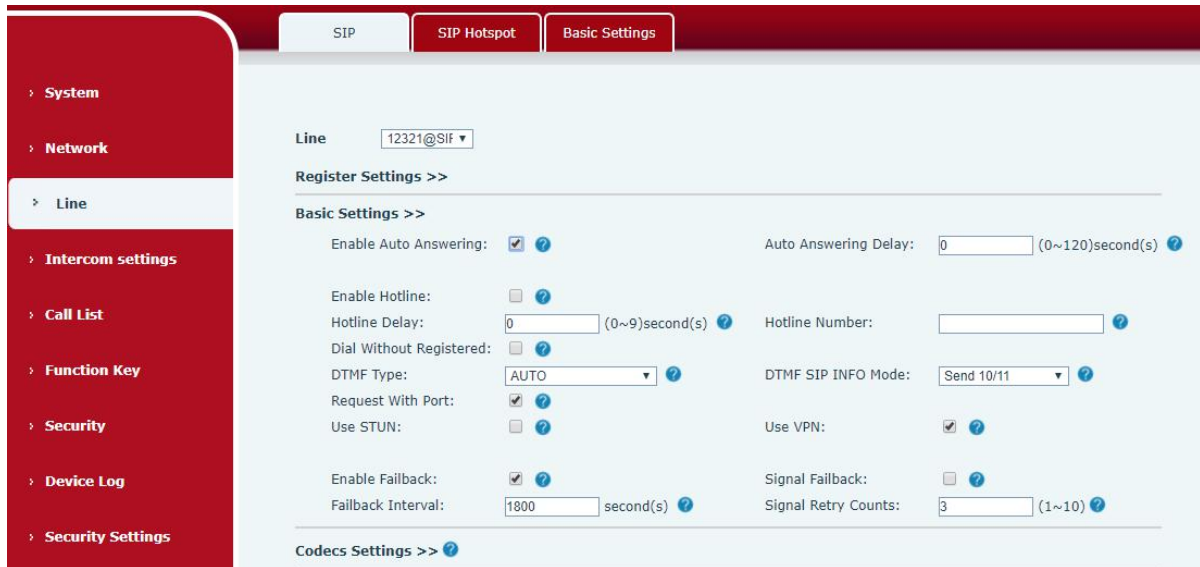 SIP SIP Hotspot Basic Settings
System
Network
Line
Intercom settings
Call List
Function Key
Security
Device Log
Security Settings
Line 12321@SIF
Register Settings >>
Basic Settings >>
Enable Auto Answering: Auto Answering Delay: 0 (0~120)second(s)
Enable Hotline:
Hotline Delay: 0 (0~9)second(s) Hotline Number:
Dial Without Registered:
DTMF Type: AUTO DTMF SIP INFO Mode: Send 10/11
Request With Port:
Use STUN: Use VPN:
Enable Failback: Signal Failback:
Failback Interval: 1800 second(s) Signal Retry Counts: 3 (1~10)
Codecs Settings >>